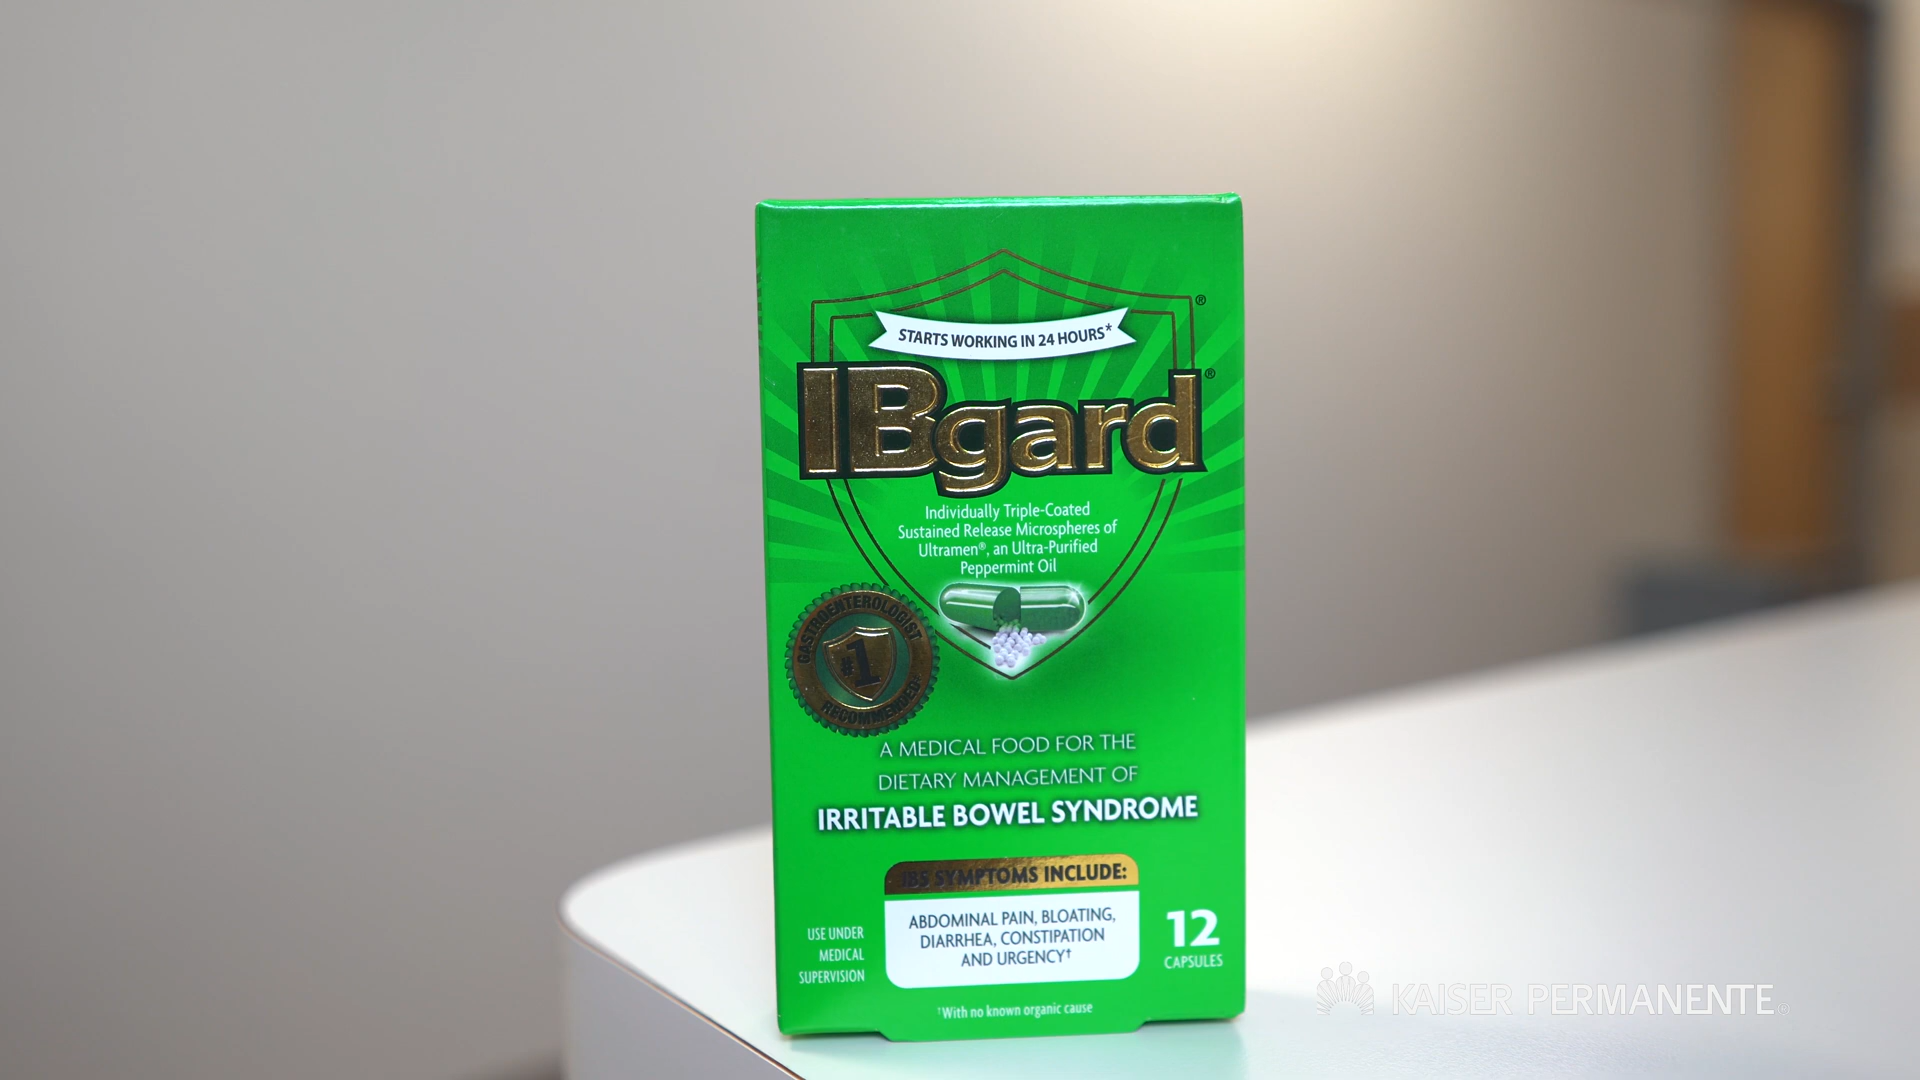 STARTS WORKING IN 24 HOURS*
IBgard®
®
Individually Triple-Coated
Sustained Release Microspheres of
Ultramen®, an Ultra-Purified
Peppermint Oil
GASTROENTEROLOGIST
#1
RECOMMENDED
A MEDICAL FOOD FOR THE
DIETARY MANAGEMENT OF
IRRITABLE BOWEL SYNDROME
IBS SYMPTOMS INCLUDE:
ABDOMINAL PAIN, BLOATING,
DIARRHEA, CONSTIPATION
AND URGENCY†
USE UNDER
MEDICAL
SUPERVISION
12
CAPSULES
†With no known organic cause
KAISER PERMANENTE®